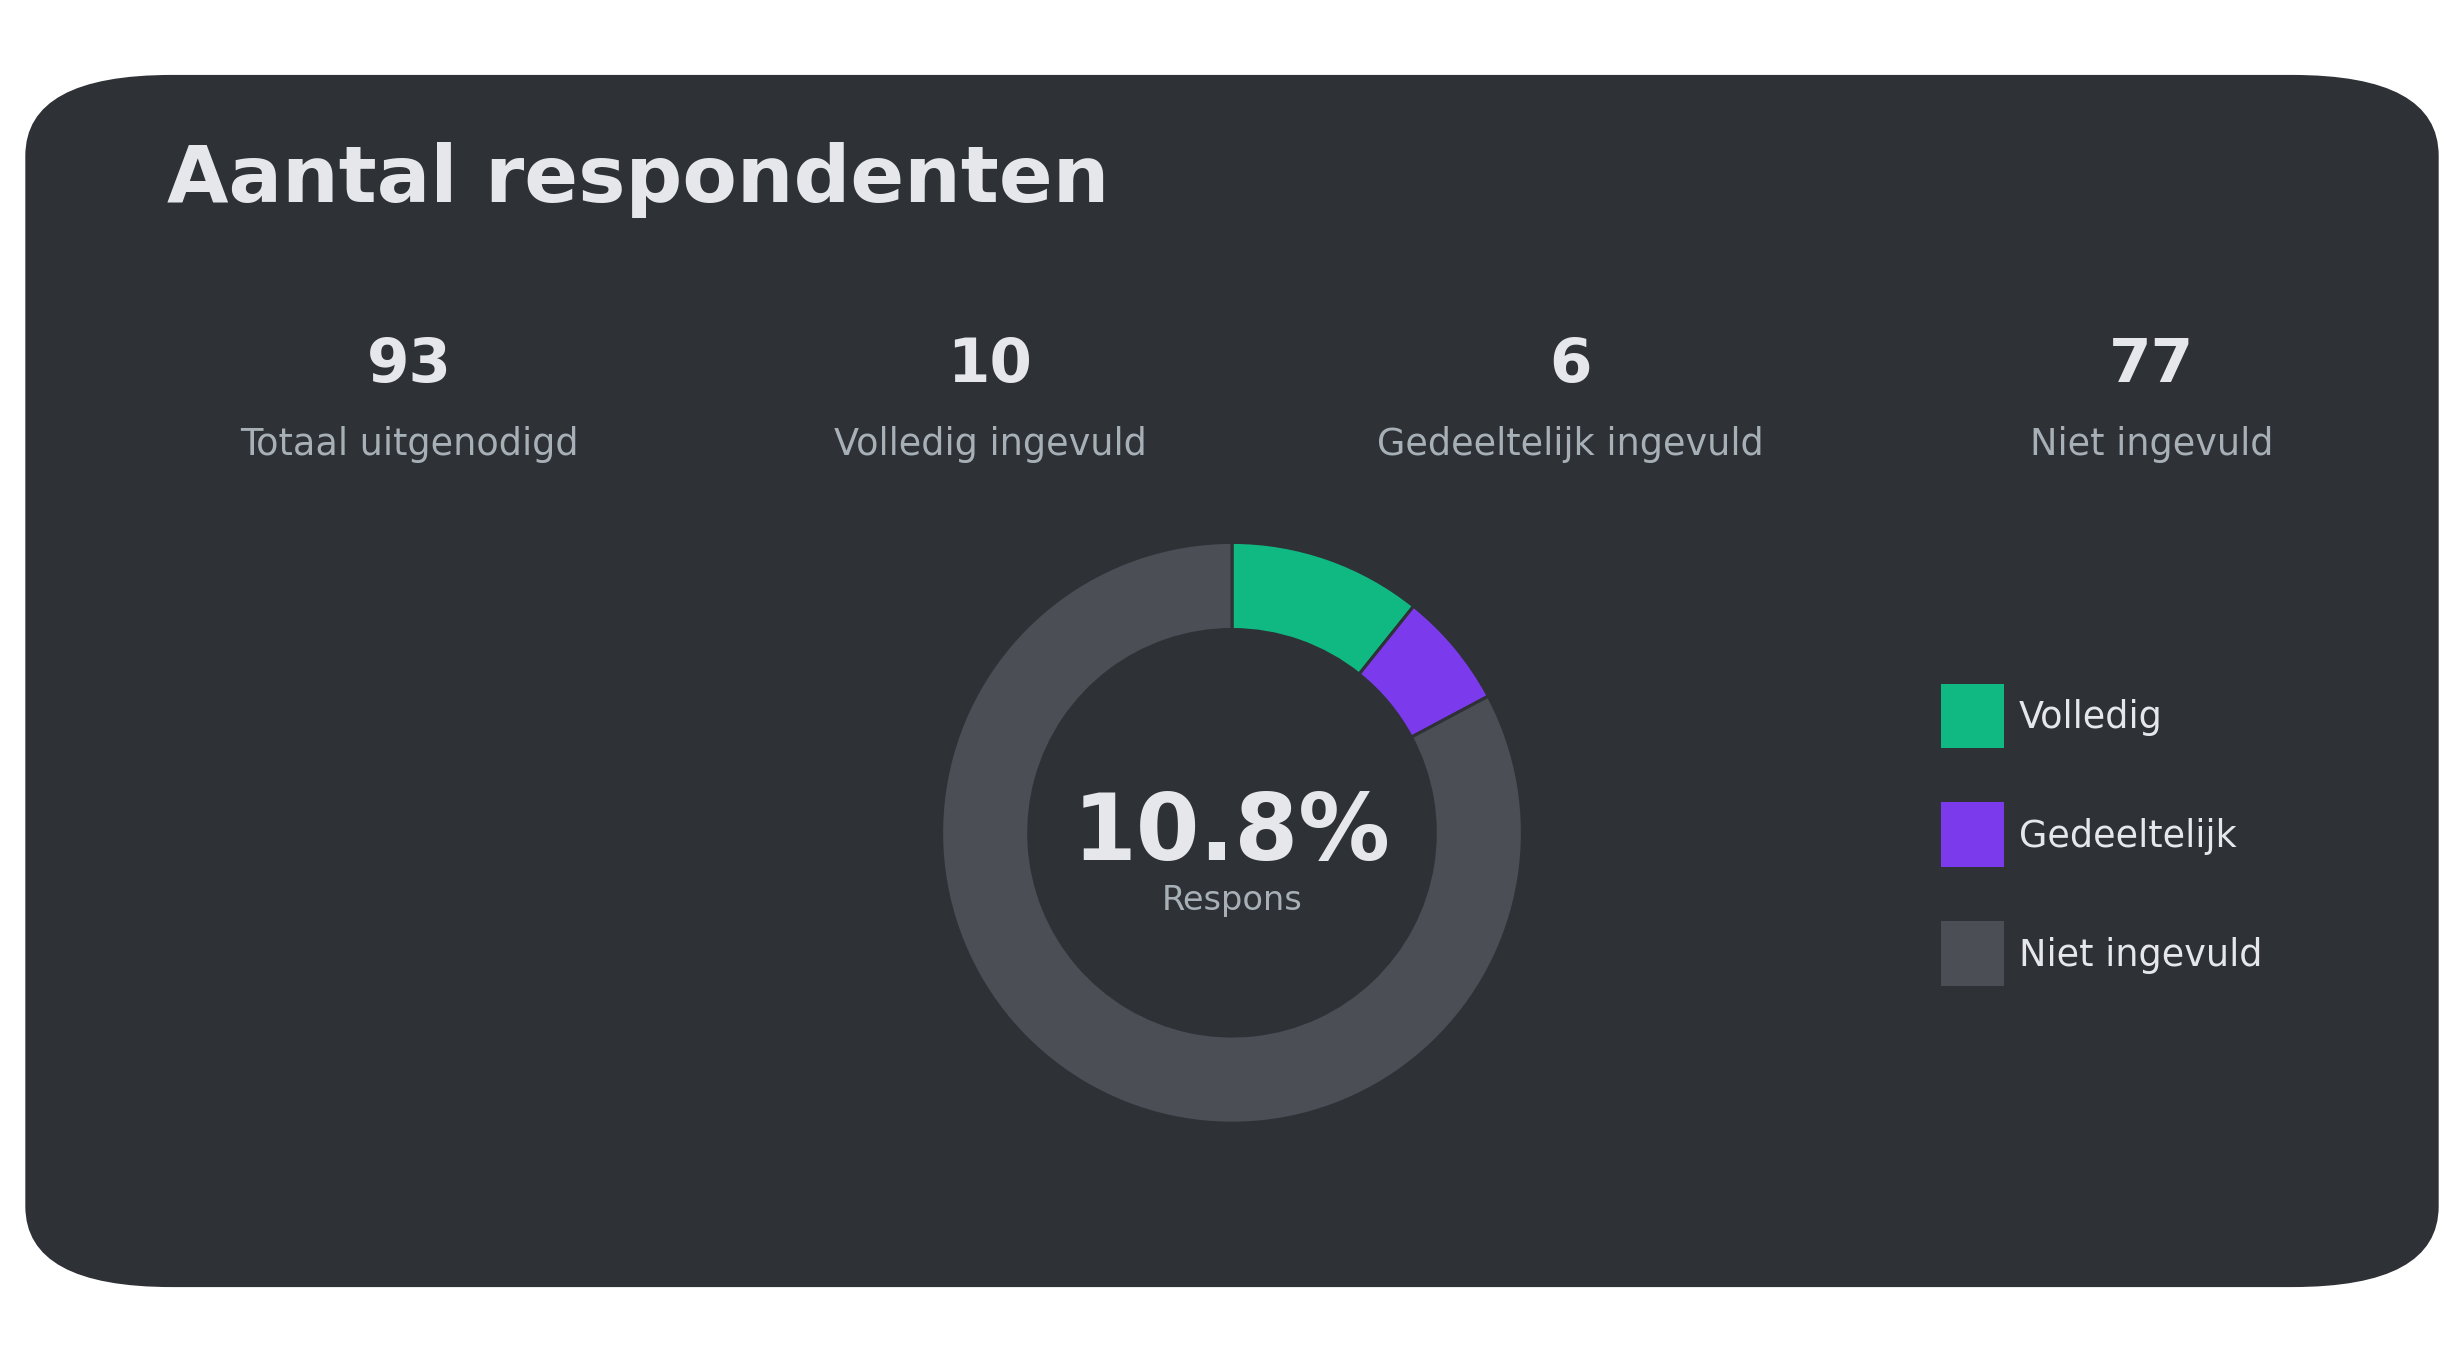 Aantal respondenten
93
Totaal uitgenodigd
10
Volledig ingevuld
6
Gedeeltelijk ingevuld
77
Niet ingevuld
10.8%
Respons
Volledig
Gedeeltelijk
Niet ingevuld